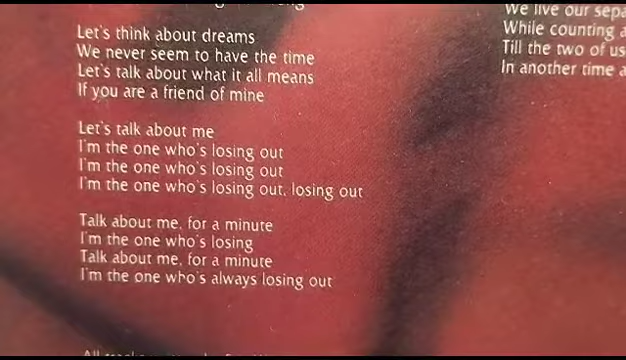 Let's think about dreams
We never seem to have the time
Let's talk about what it all means
If you are a friend of mine
Let's talk about me
I'm the one who's losing out
I'm the one who's losing out
I'm the one who's losing out, losing out
Talk about me, for a minute
I'm the one who's losing
Talk about me, for a minute
I'm the one who's always losing out
We live our
While counting
Till the two of us
In another time